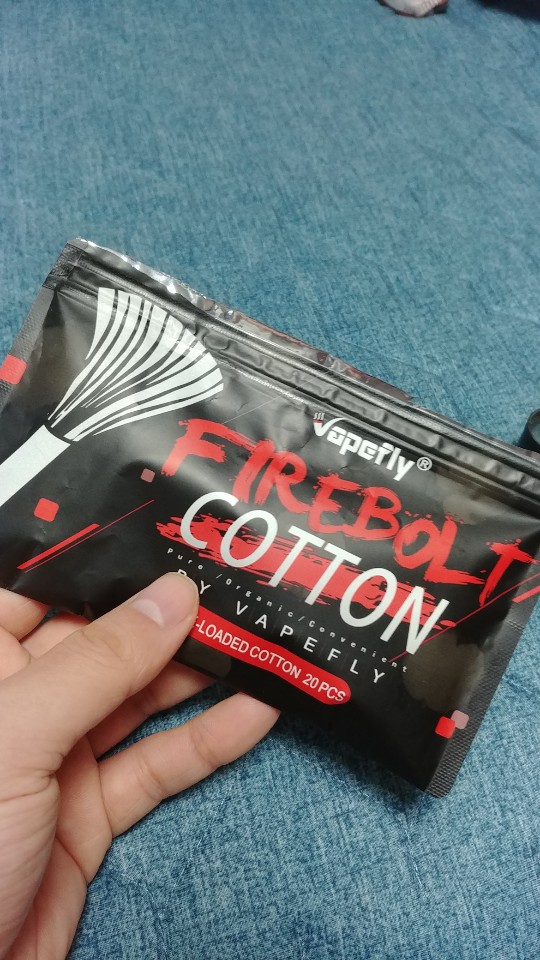 Vapefly®
FIREBOLT
COTTON
Pure /Organic/Convenient
BY VAPEFLY
-LOADED COTTON 20 PCS